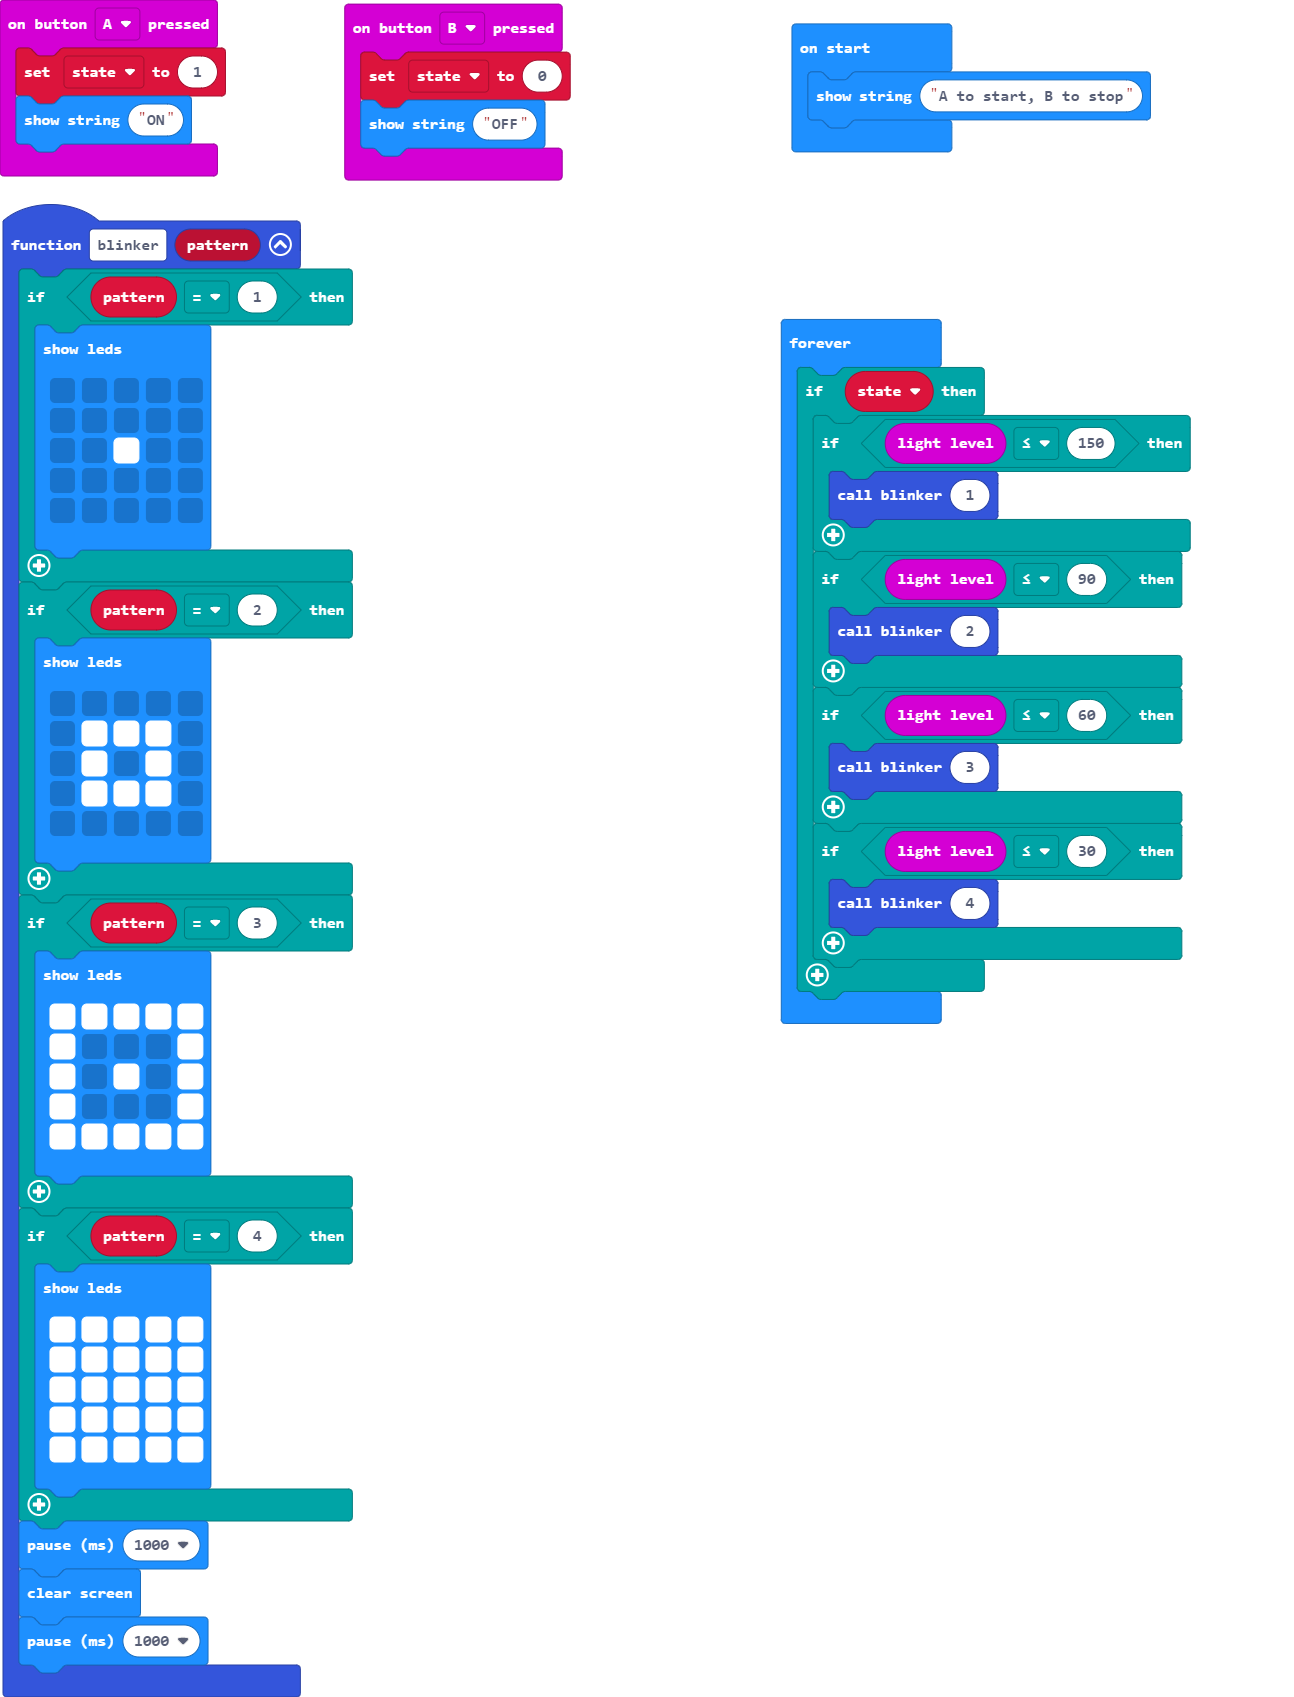 on button A pressed
set state to 1
show string "ON"
on button B pressed
set state to 0
show string "OFF"
on start
show string "A to start, B to stop"
function blinker pattern
if pattern = 1 then
show leds
if pattern = 2 then
show leds
if pattern = 3 then
show leds
if pattern = 4 then
show leds
pause (ms) 1000
clear screen
pause (ms) 1000
forever
if state then
if light level ≤ 150 then
call blinker 1
if light level ≤ 90 then
call blinker 2
if light level ≤ 60 then
call blinker 3
if light level ≤ 30 then
call blinker 4